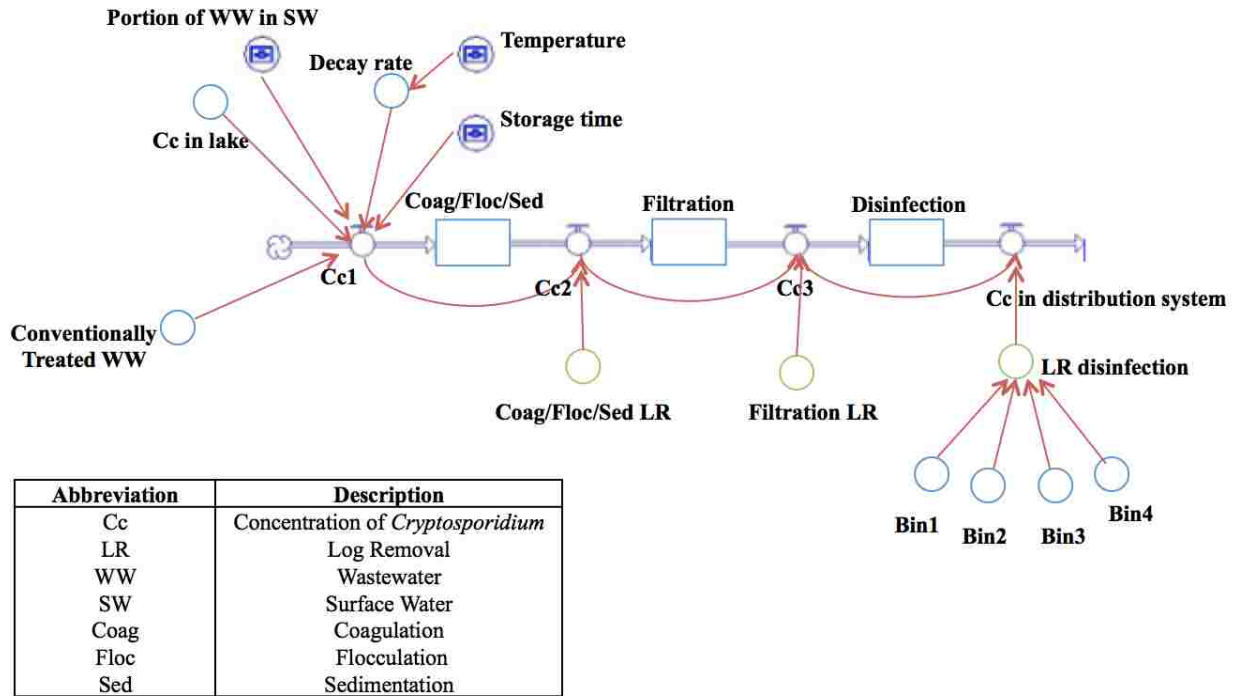 Portion of WW in SW
Temperature
Decay rate
Storage time
Cc in lake
Coag/Floc/Sed
Filtration
Disinfection
Cc1
Cc2
Cc3
Cc in distribution system
Conventionally
Treated WW
LR disinfection
Coag/Floc/Sed LR
Filtration LR
Bin1
Bin2
Bin3
Bin4
Abbreviation Description
Cc Concentration of Cryptosporidium
LR Log Removal
WW Wastewater
SW Surface Water
Coag Coagulation
Floc Flocculation
Sed Sedimentation